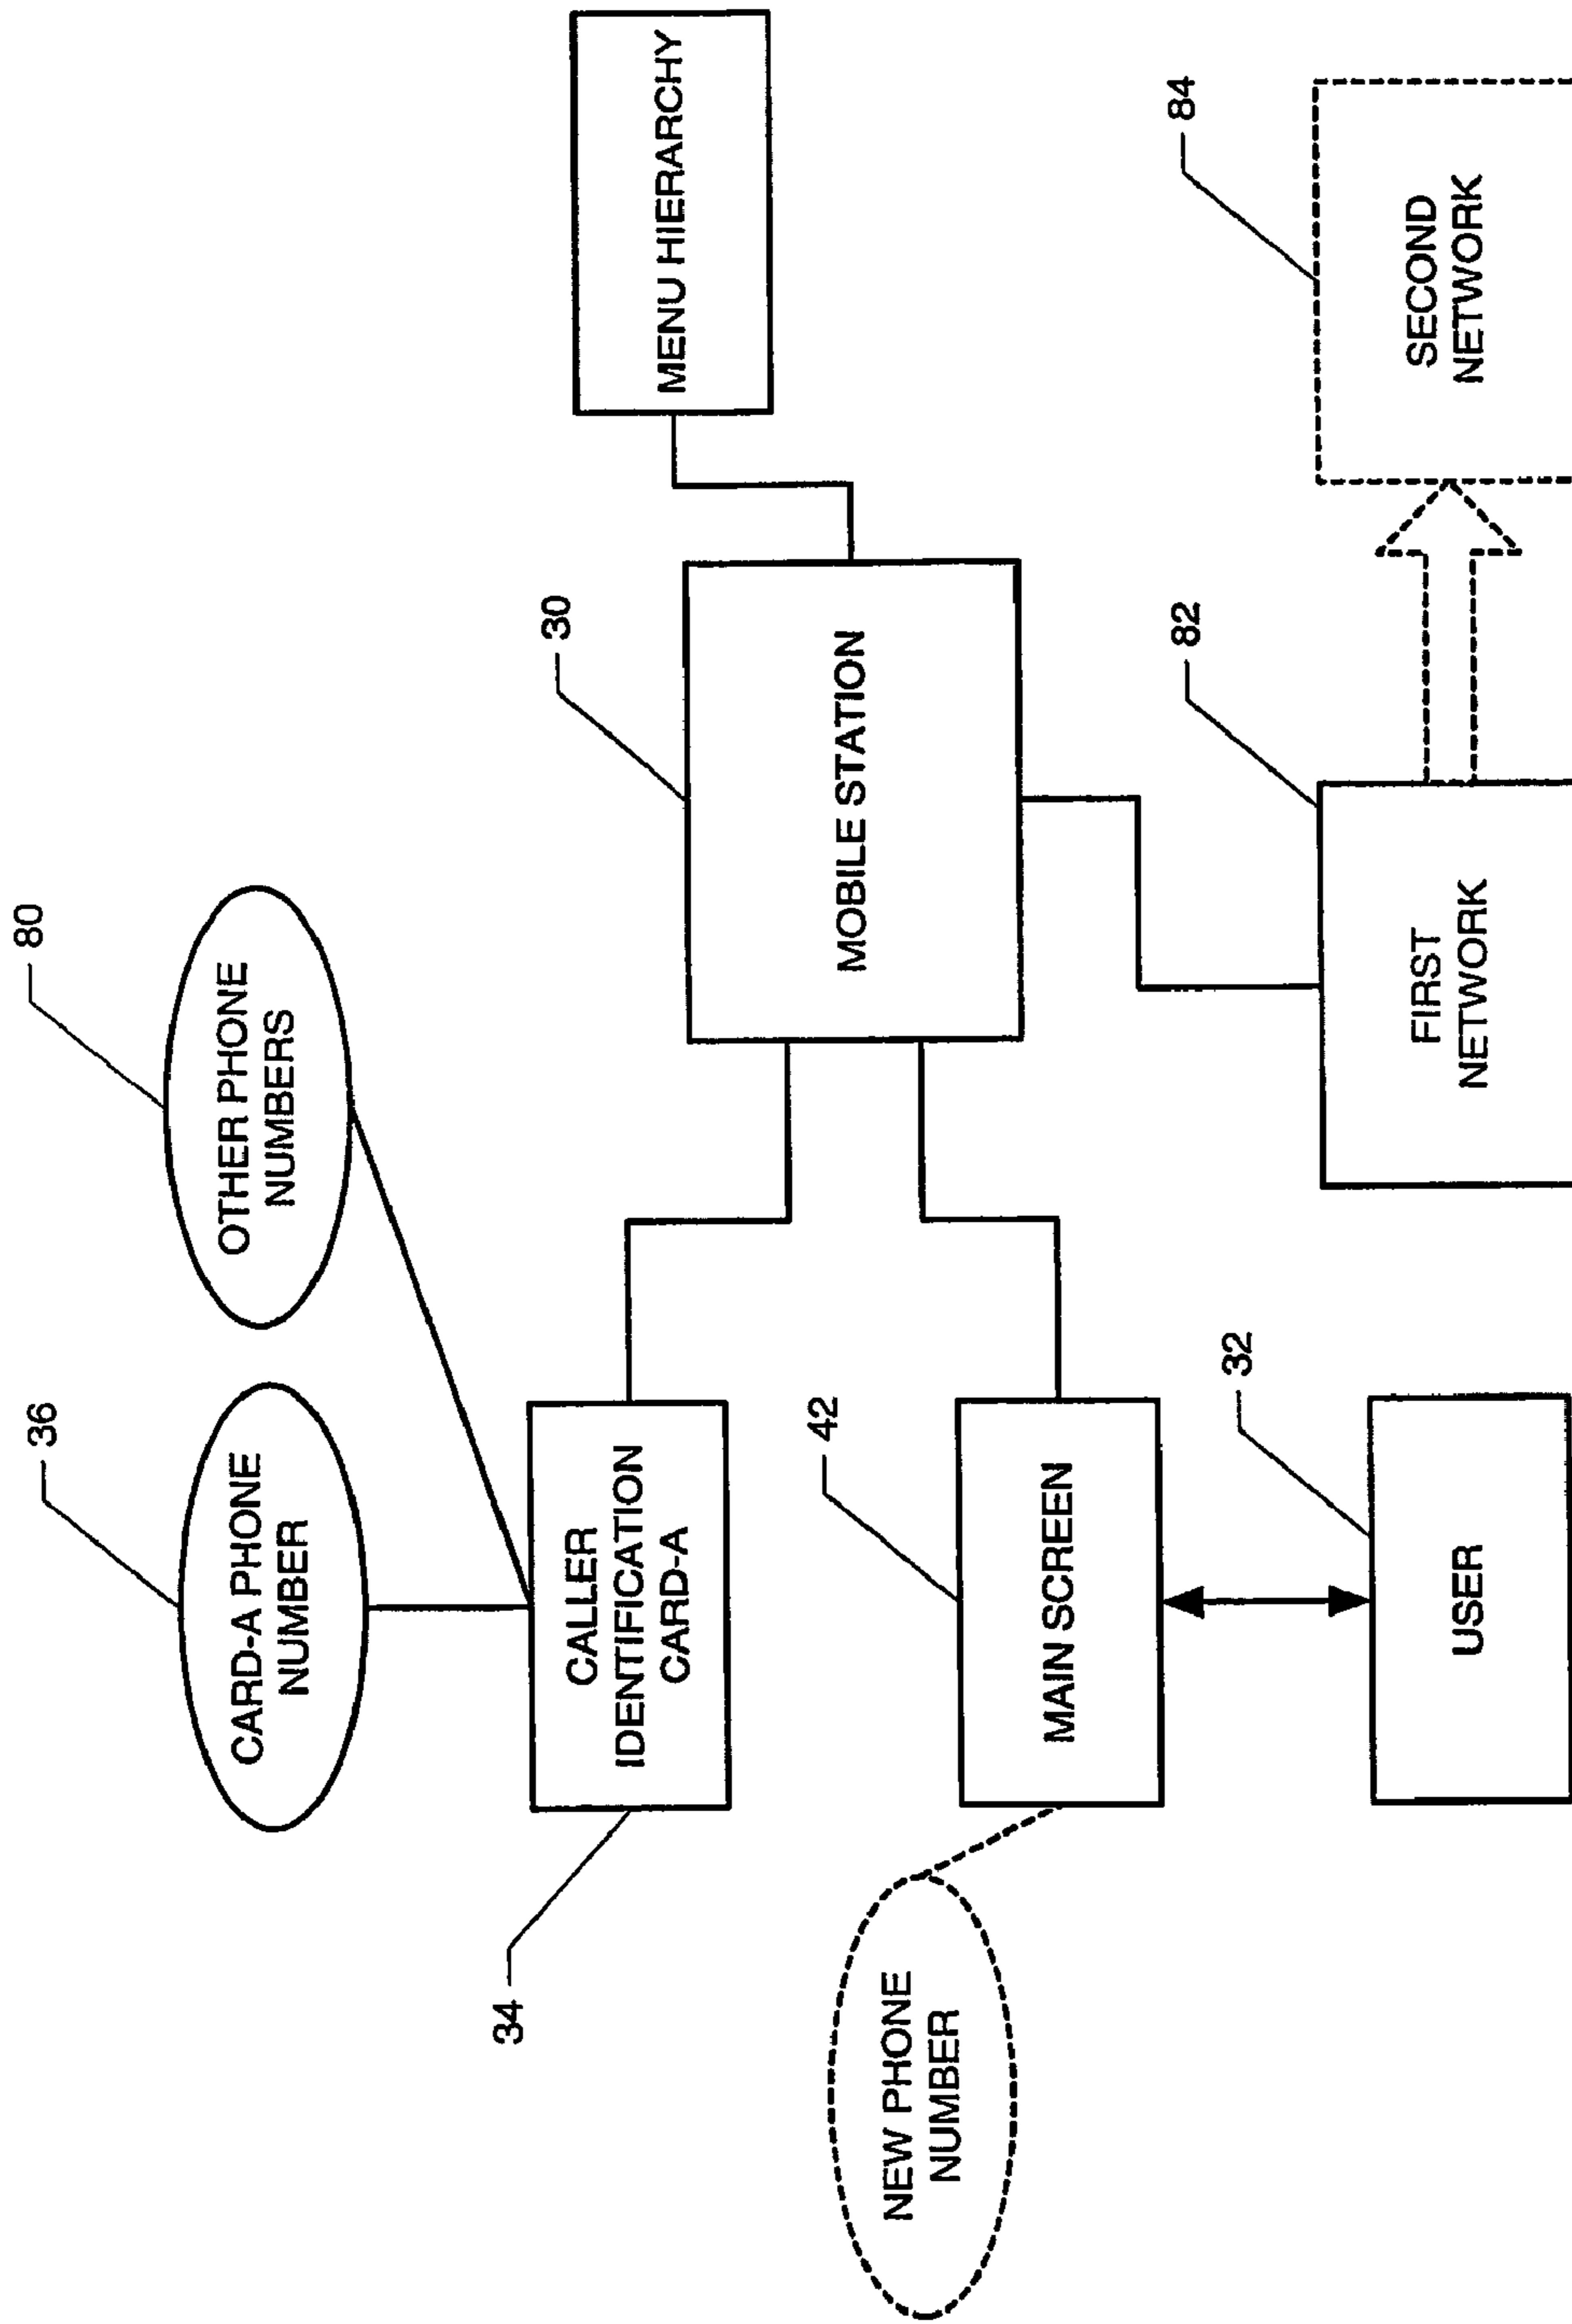 36
80
CARD-A PHONE
NUMBER
OTHER PHONE
NUMBERS
34
CALLER
IDENTIFICATION
CARD-A
30
MOBILE STATION
MENU HIERARCHY
NEW PHONE
NUMBER
42
MAIN SCREEN
32
USER
82
FIRST
NETWORK
84
SECOND
NETWORK